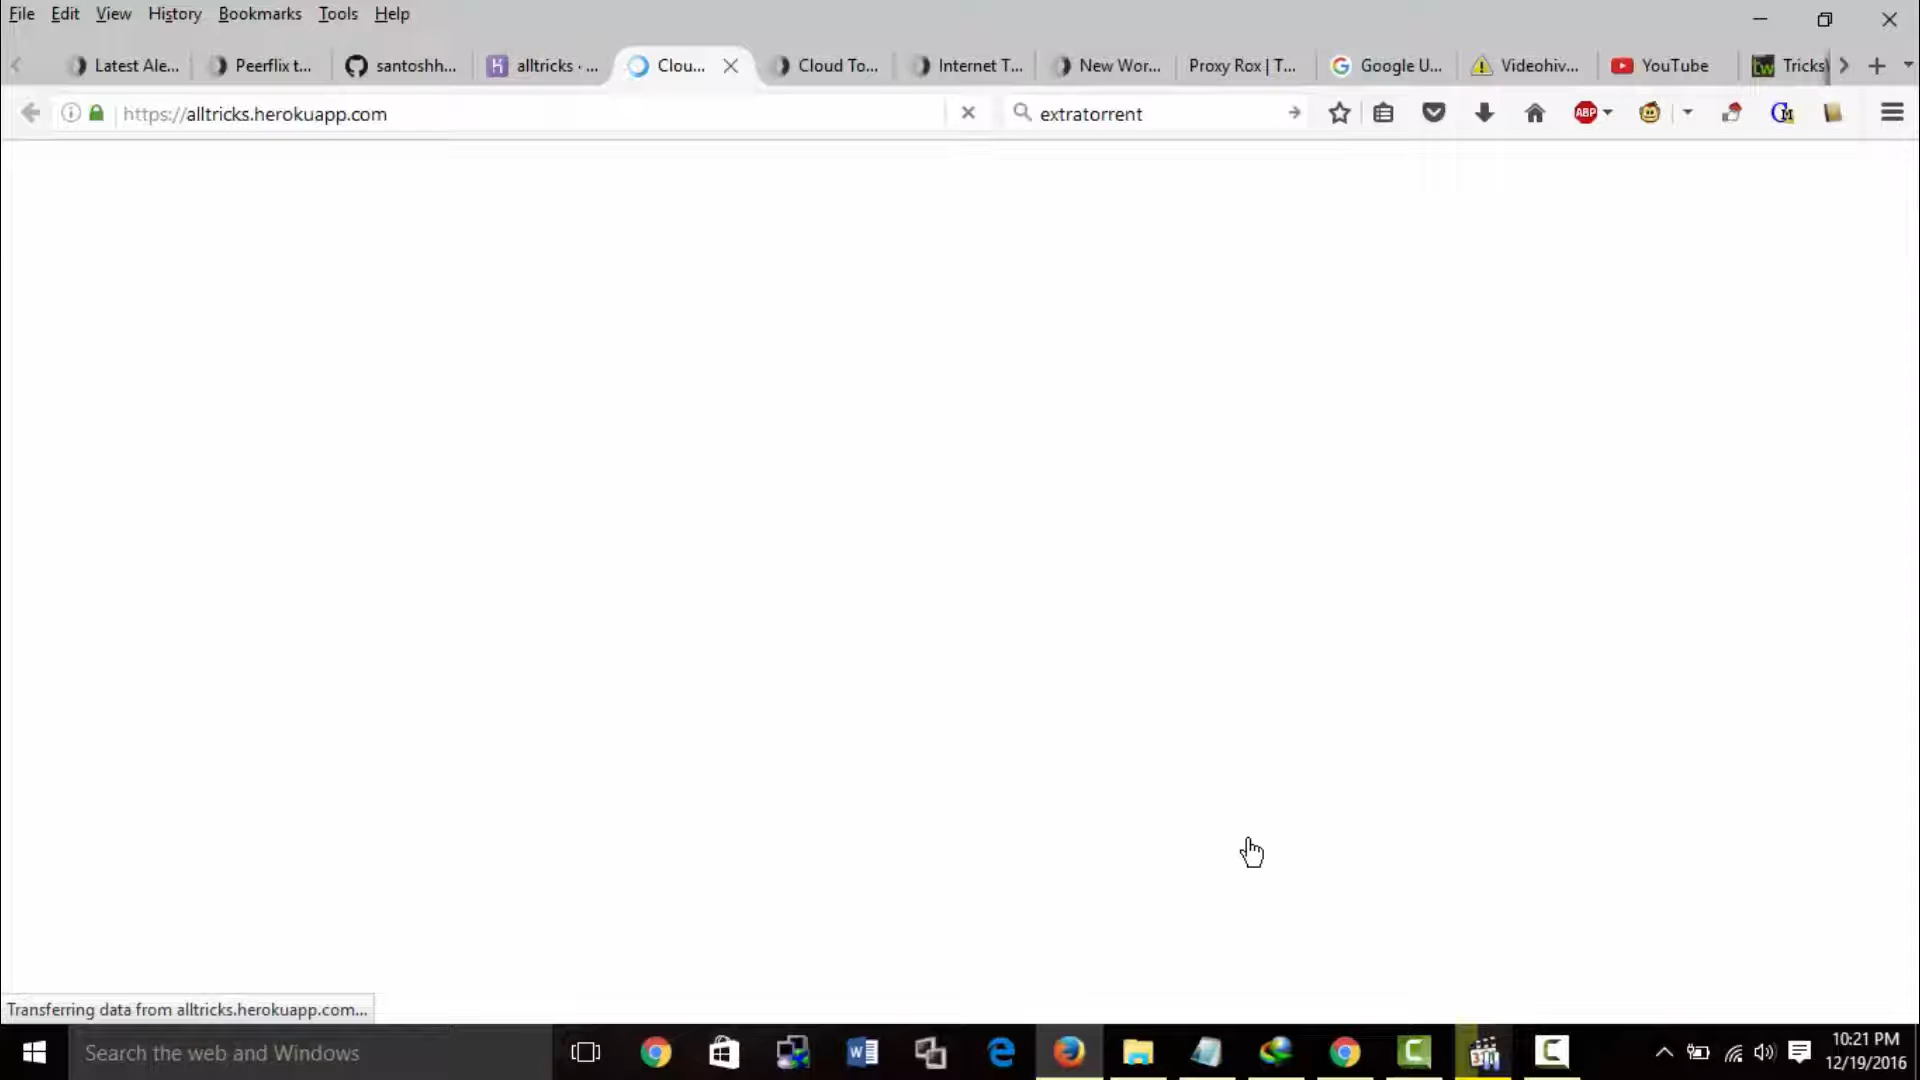 File Edit View History Bookmarks Tools Help
Latest Ale... Peerflix t... santoshh... alltricks · ... Clou... Cloud To... Internet T... New Wor... Proxy Rox | T... Google U... Videohiv... YouTube Tricks
https://alltricks.herokuapp.com extratorrent ABP
Transferring data from alltricks.herokuapp.com...
Search the web and Windows
10:21 PM
12/19/2016